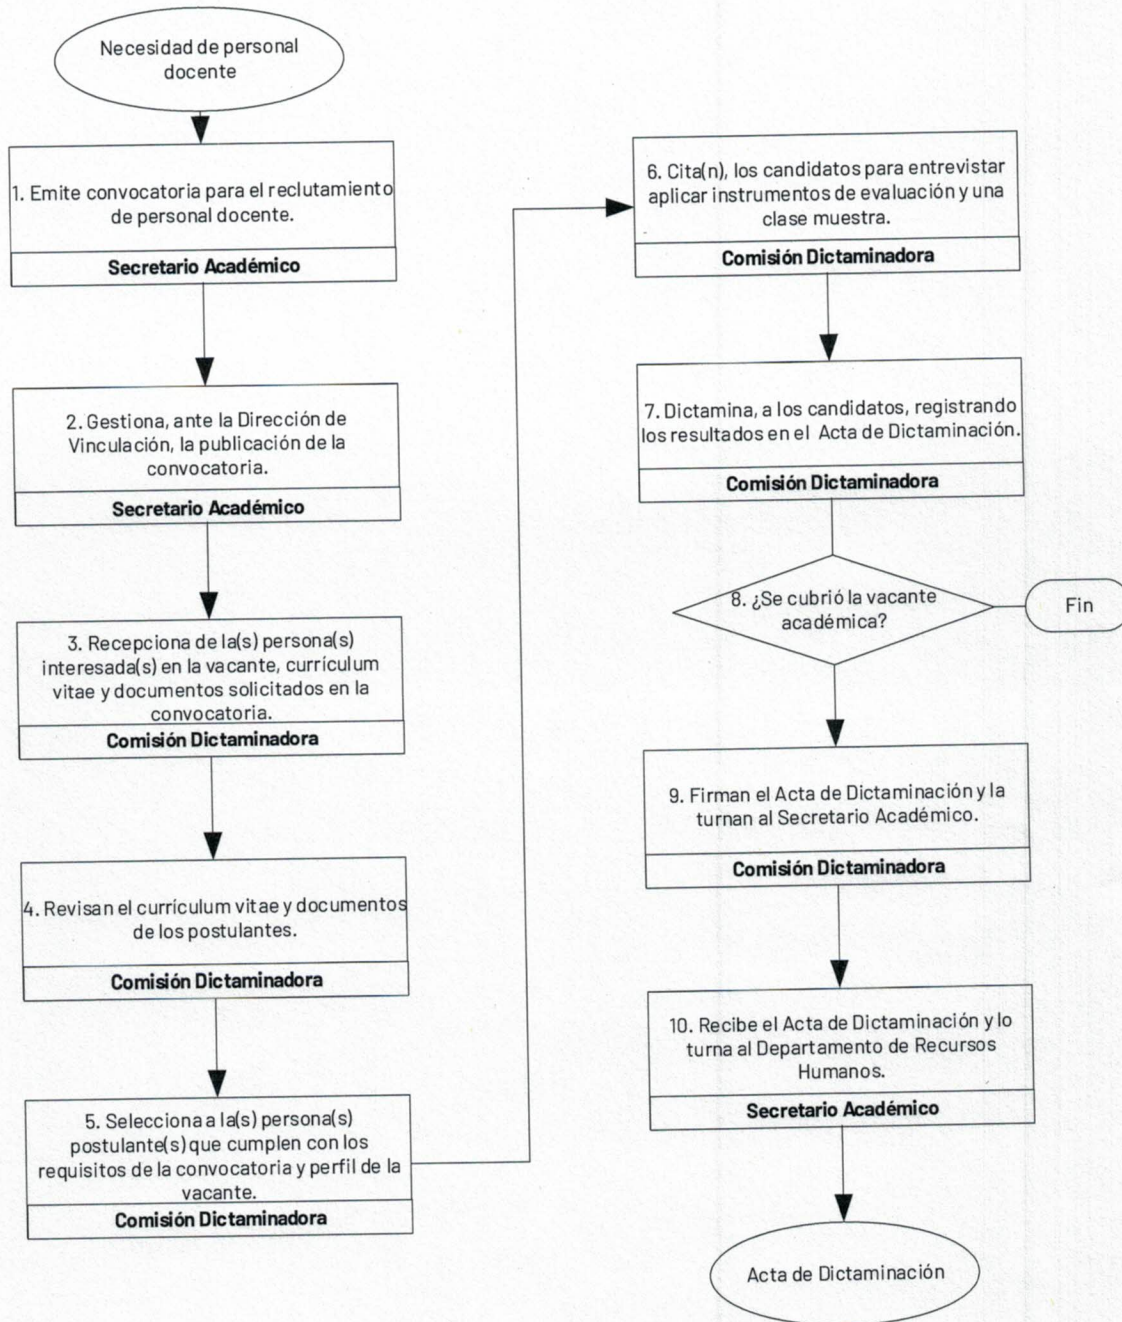 Necesidad de personal
docente
1. Emite convocatoria para el reclutamiento
de personal docente.
Secretario Académico
2. Gestiona, ante la Dirección de
Vinculación, la publicación de la
convocatoria.
Secretario Académico
3. Recepciona de la(s) persona(s)
interesada(s) en la vacante, currículum
vitae y documentos solicitados en la
convocatoria.
Comisión Dictaminadora
4. Revisan el currículum vitae y documentos
de los postulantes.
Comisión Dictaminadora
5. Selecciona a la(s) persona(s)
postulante(s) que cumplen con los
requisitos de la convocatoria y perfil de la
vacante.
Comisión Dictaminadora
6. Cita(n), los candidatos para entrevistar
aplicar instrumentos de evaluación y una
clase muestra.
Comisión Dictaminadora
7. Dictamina, a los candidatos, registrando
los resultados en el Acta de Dictaminación.
Comisión Dictaminadora
8. ¿Se cubrió la vacante
académica?
Fin
9. Firman el Acta de Dictaminación y la
turnan al Secretario Académico.
Comisión Dictaminadora
10. Recibe el Acta de Dictaminación y lo
turna al Departamento de Recursos
Humanos.
Secretario Académico
Acta de Dictaminación